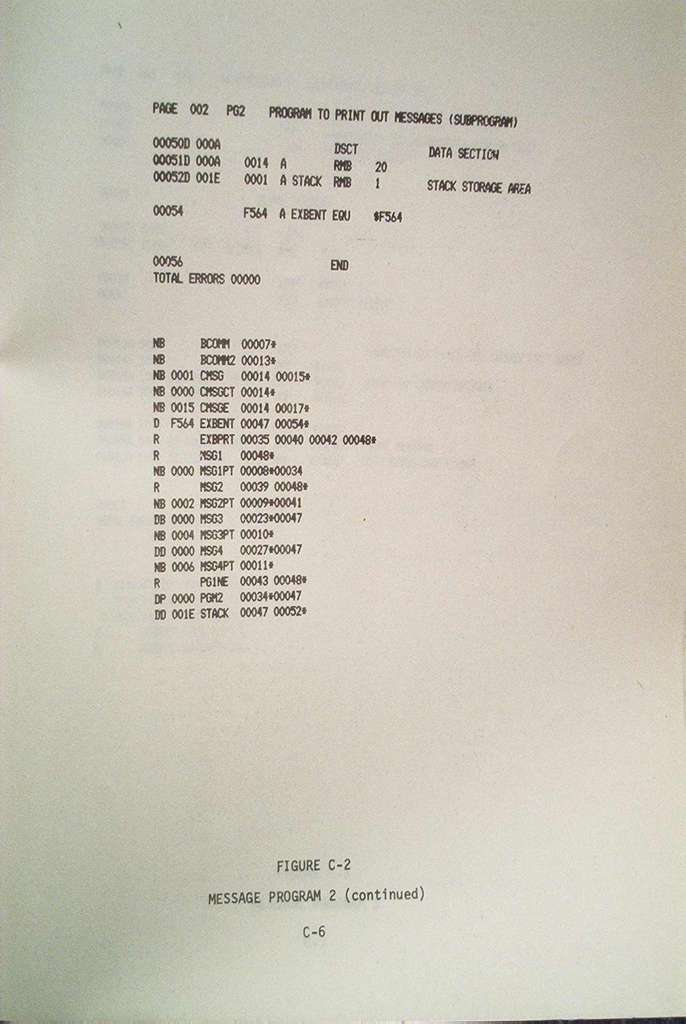 PAGE 002 PG2 PROGRAM TO PRINT OUT MESSAGES (SUBPROGRAM)
00050D 000A DSCT DATA SECTION
00051D 000A 0014 A RMB 20
00052D 001E 0001 A STACK RMB 1 STACK STORAGE AREA
00054 F564 A EXBENT EQU $F564
00056 END
TOTAL ERRORS 00000
NB BCOMM 00007*
NB BCOMM2 00013*
NB 0001 CMSG 00014 00015*
NB 0000 CMSGCT 00014*
NB 0015 CMSGE 00014 00017*
D F564 EXBENT 00047 00054*
R EXBPRT 00035 00040 00042 00048*
R MSG1 00048*
NB 0000 MSG1PT 00008*00034
R MSG2 00039 00048*
NB 0002 MSG2PT 00009*00041
DB 0000 MSG3 00023*00047
NB 0004 MSG3PT 00010*
DD 0000 MSG4 00027*00047
NB 0006 MSG4PT 00011*
R PG1NE 00043 00048*
DP 0000 PGM2 00034*00047
DD 001E STACK 00047 00052*
FIGURE C-2
MESSAGE PROGRAM 2 (continued)
C-6